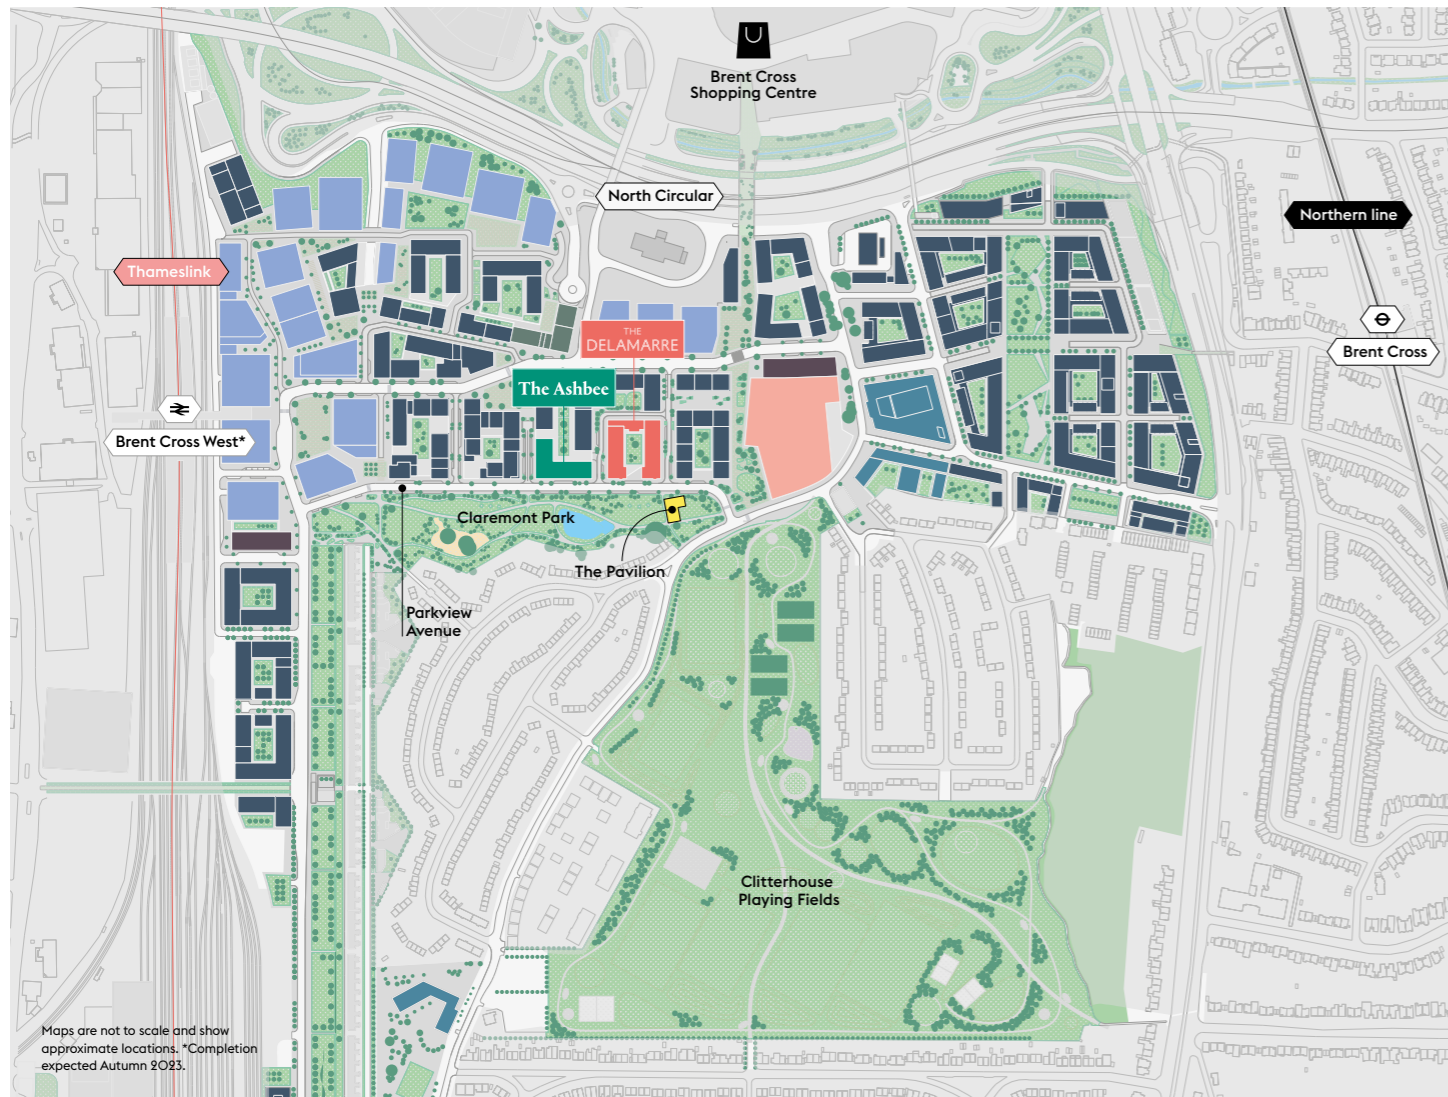 Brent Cross
Shopping Centre
North Circular
Northern line
Thameslink
THE
DELAMARRE
Brent Cross
The Ashbee
Brent Cross West*
Claremont Park
The Pavilion
Parkview
Avenue
Clitterhouse
Playing Fields
Maps are not to scale and show
approximate locations. *Completion
expected Autumn 2023.